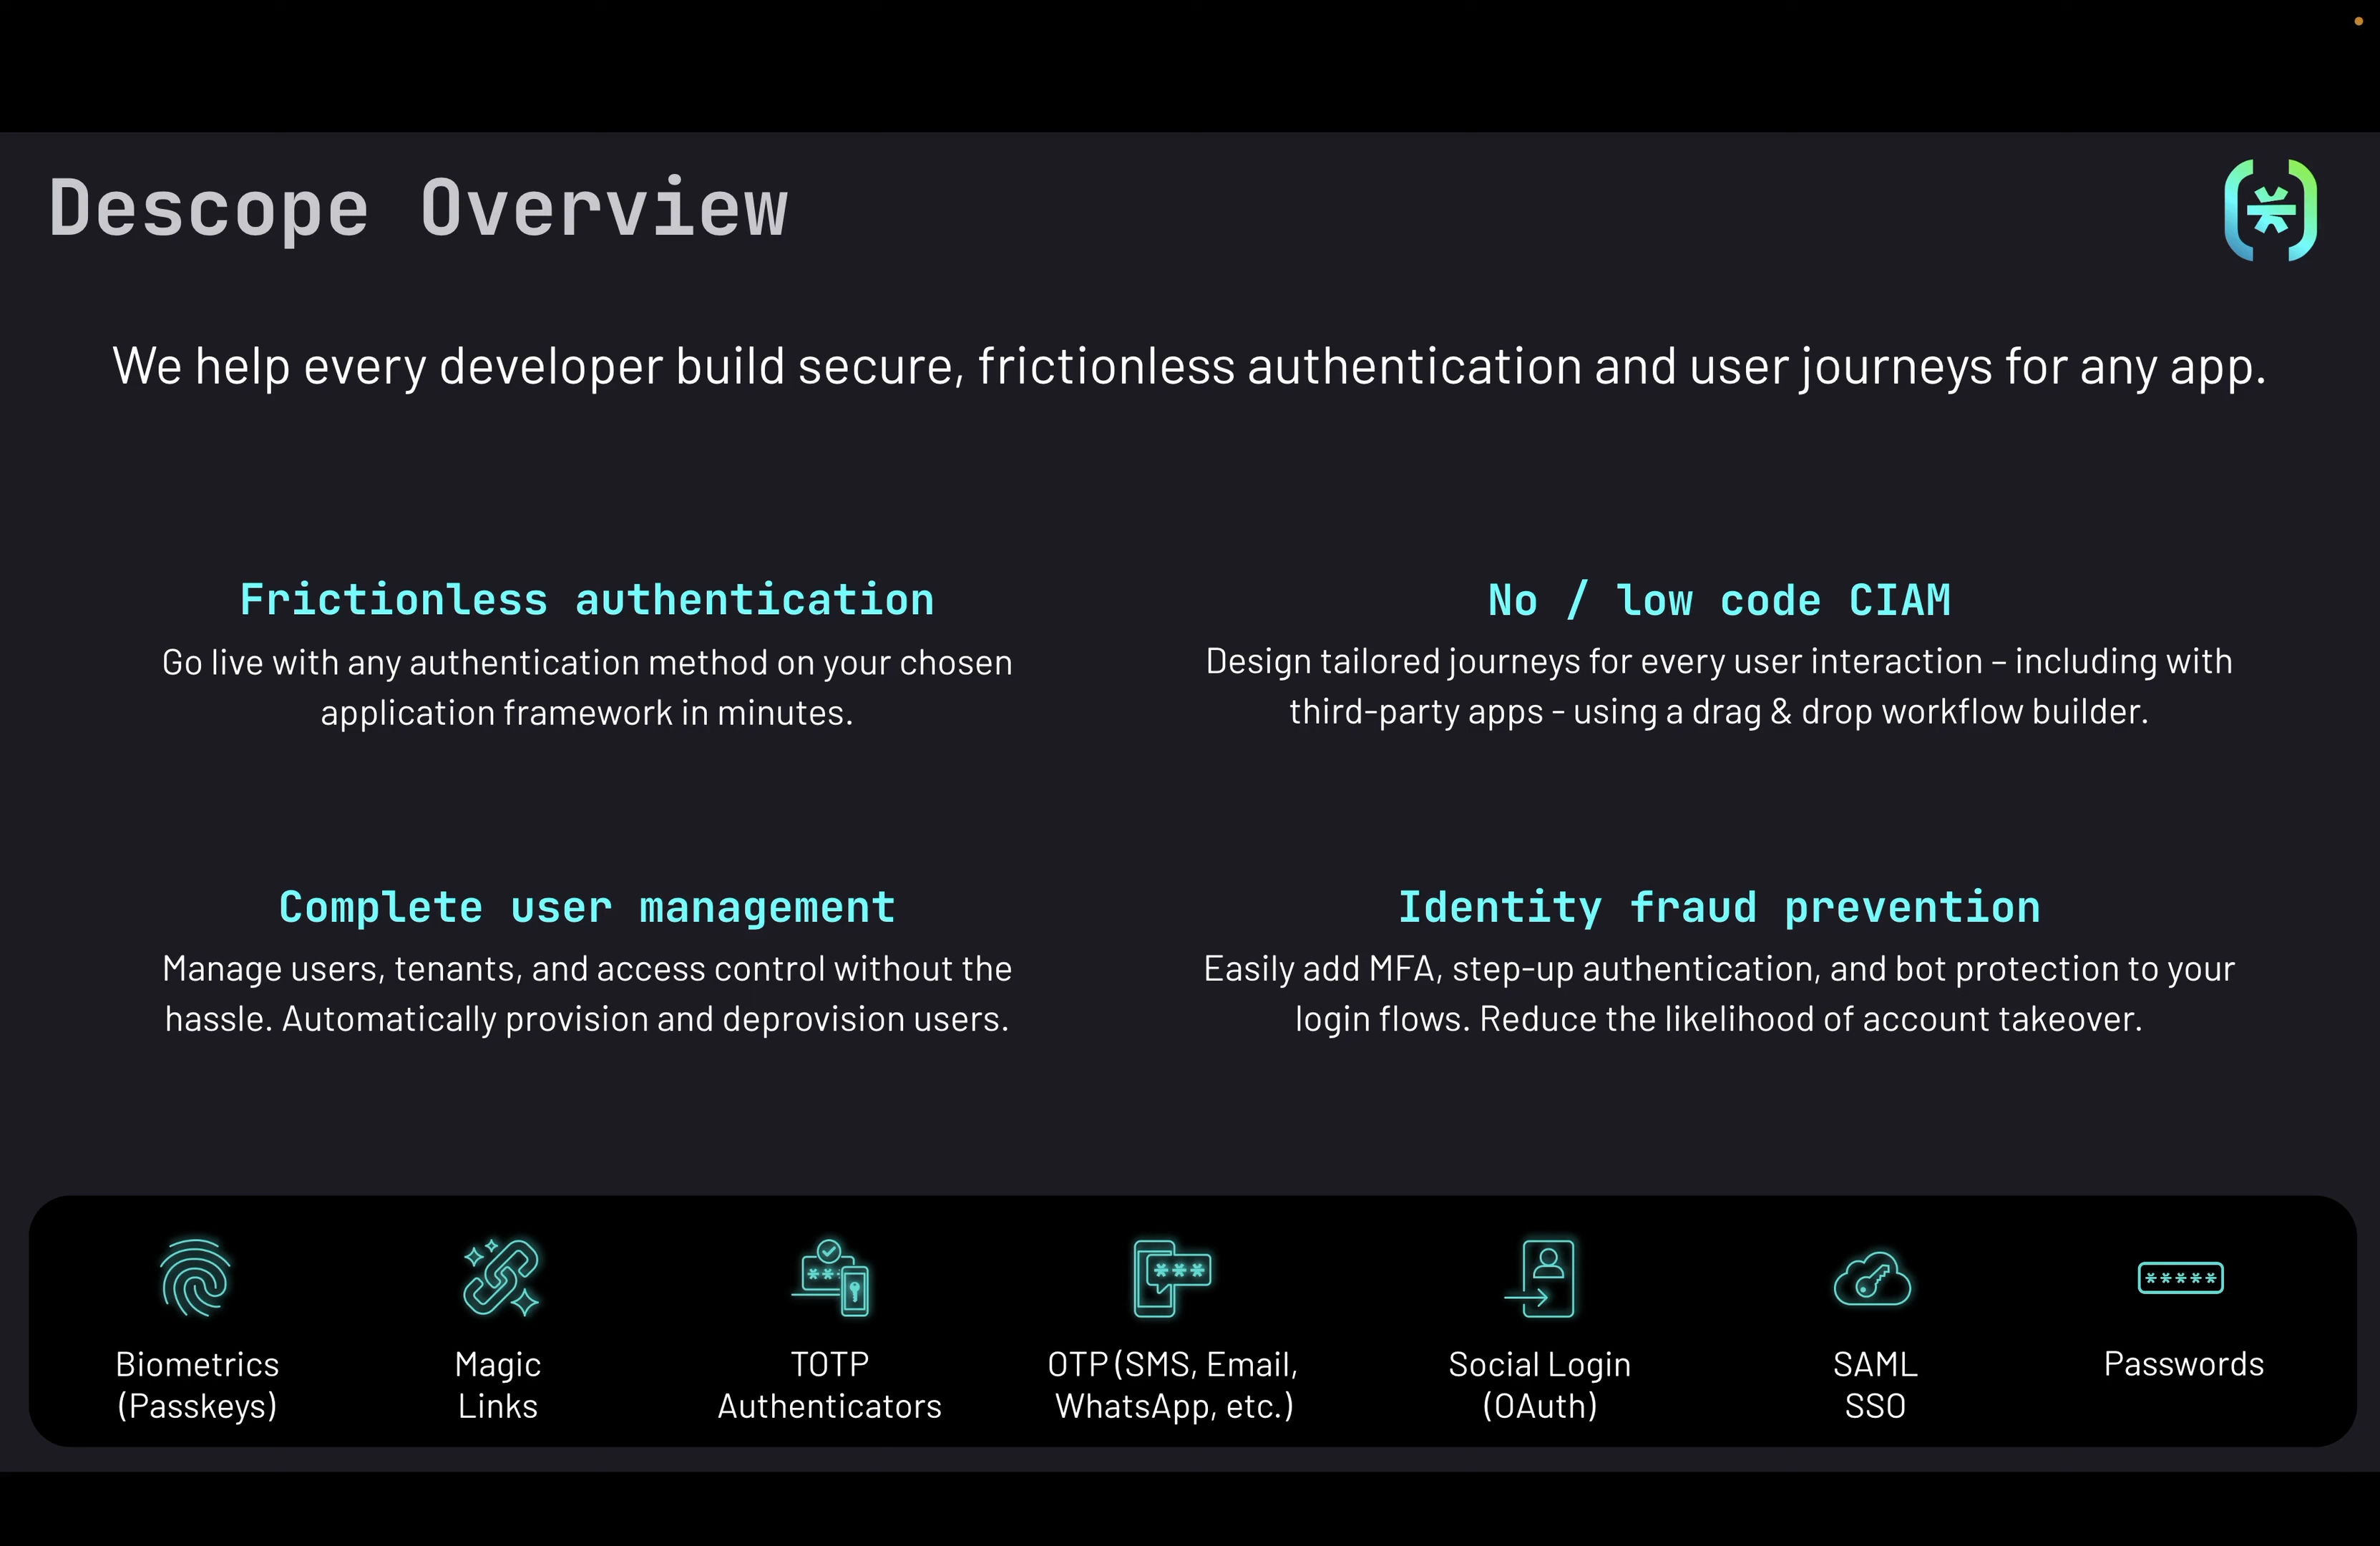 Descope Overview
We help every developer build secure, frictionless authentication and user journeys for any app.
Frictionless authentication
Go live with any authentication method on your chosen
application framework in minutes.
No / low code CIAM
Design tailored journeys for every user interaction – including with
third-party apps - using a drag & drop workflow builder.
Complete user management
Manage users, tenants, and access control without the
hassle. Automatically provision and deprovision users.
Identity fraud prevention
Easily add MFA, step-up authentication, and bot protection to your
login flows. Reduce the likelihood of account takeover.
Biometrics
(Passkeys)
Magic
Links
TOTP
Authenticators
OTP (SMS, Email,
WhatsApp, etc.)
Social Login
(OAuth)
SAML
SSO
Passwords